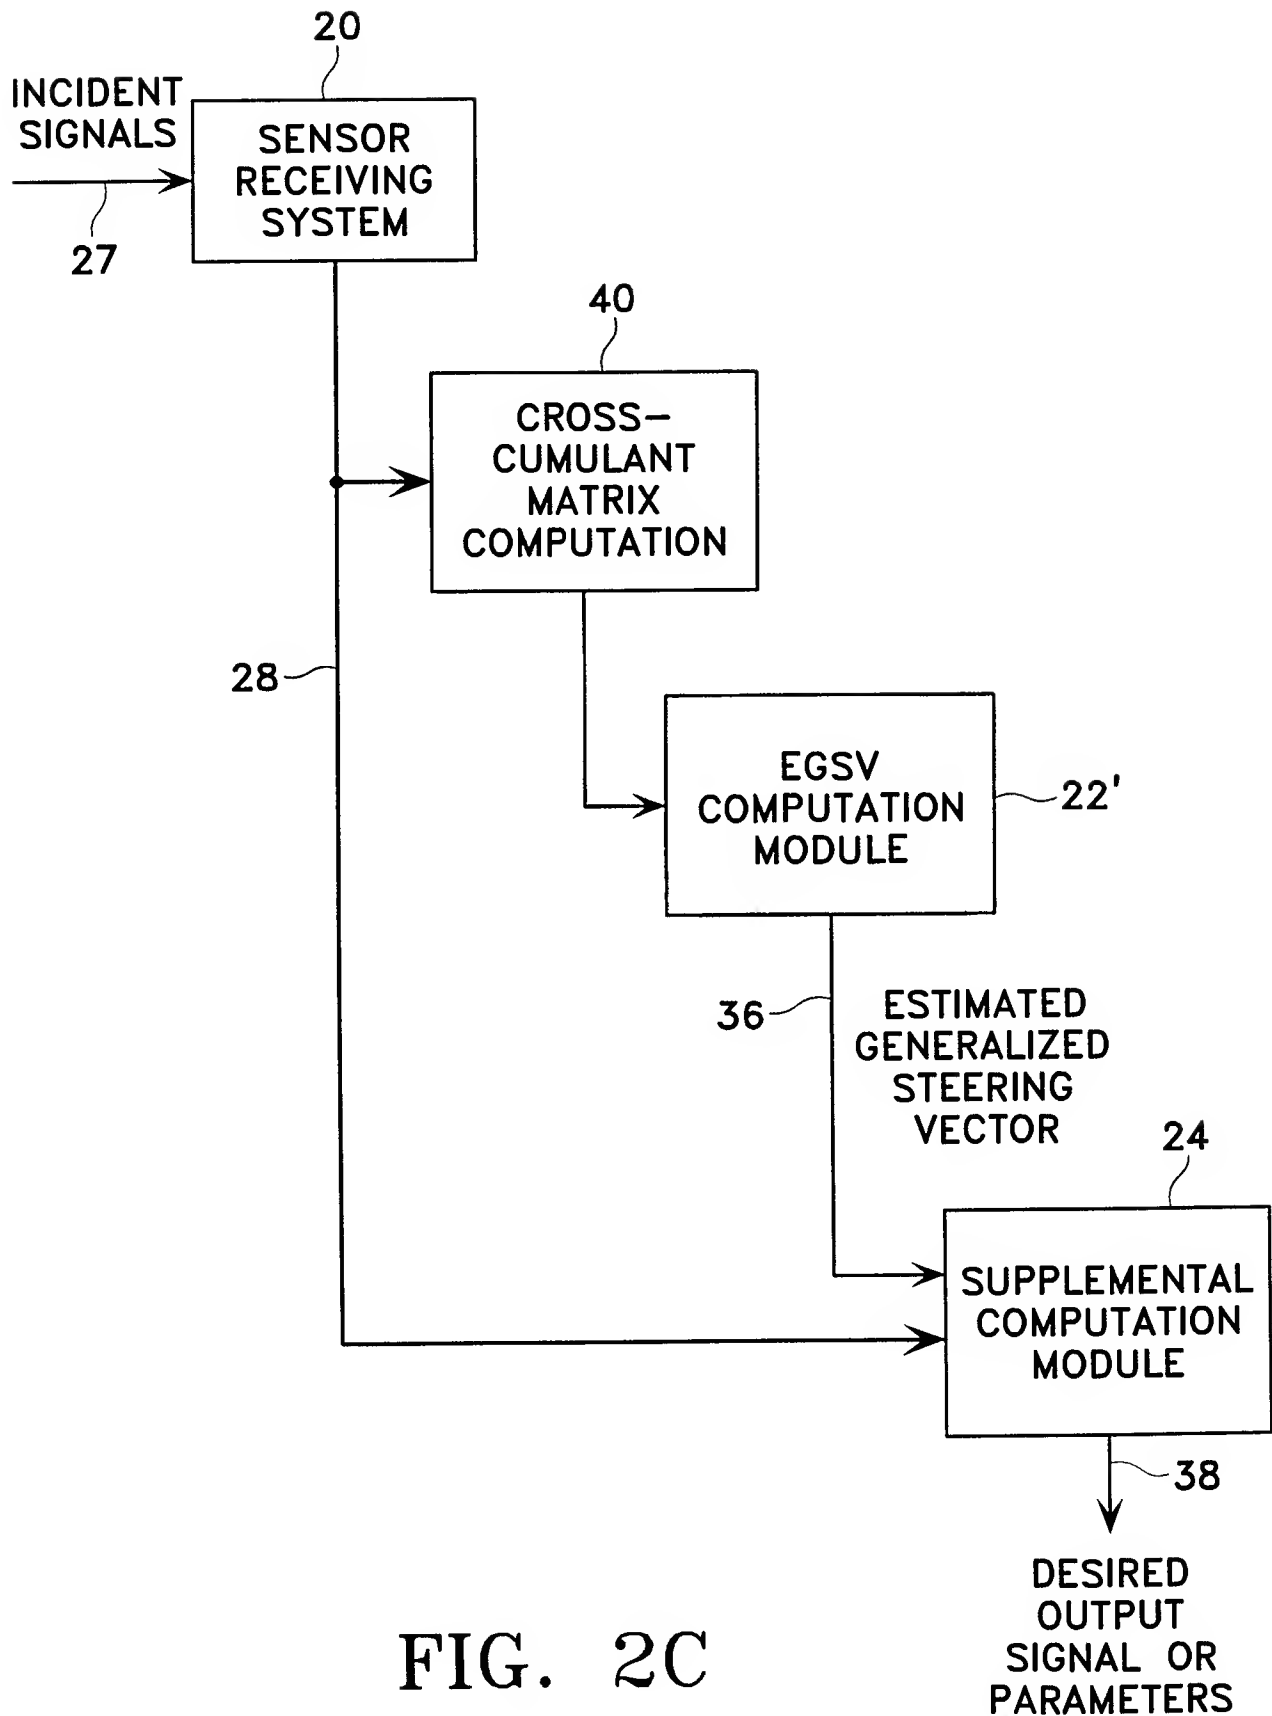 20
INCIDENT
SIGNALS
SENSOR
RECEIVING
SYSTEM
27
40
CROSS-
CUMULANT
MATRIX
COMPUTATION
28
EGSV
COMPUTATION
MODULE
22'
36
ESTIMATED
GENERALIZED
STEERING
VECTOR
24
SUPPLEMENTAL
COMPUTATION
MODULE
38
DESIRED
OUTPUT
SIGNAL OR
PARAMETERS
FIG. 2C